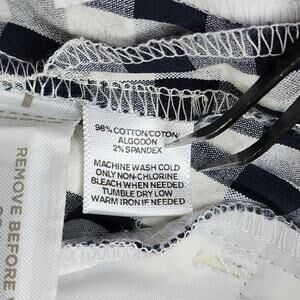 98% COTTON/COTON/
ALGODÓN
2% SPANDEX
MACHINE WASH COLD
ONLY NON-CHLORINE
BLEACH WHEN NEEDED
TUMBLE DRY LOW
WARM IRON IF NEEDED
REMOVE BEFORE